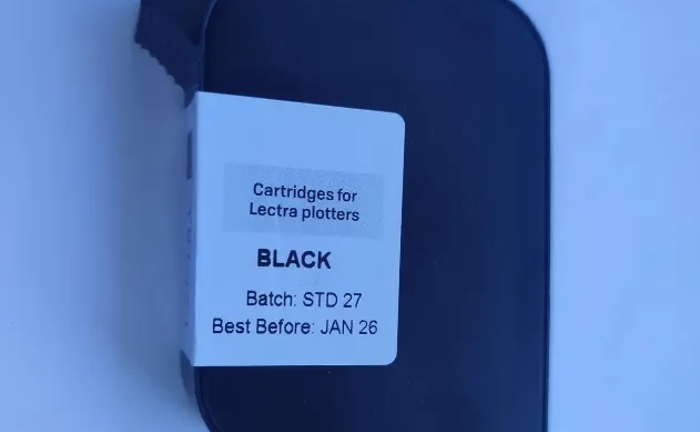 Cartridges for
Lectra plotters
BLACK
Batch: STD 27
Best Before: JAN 26